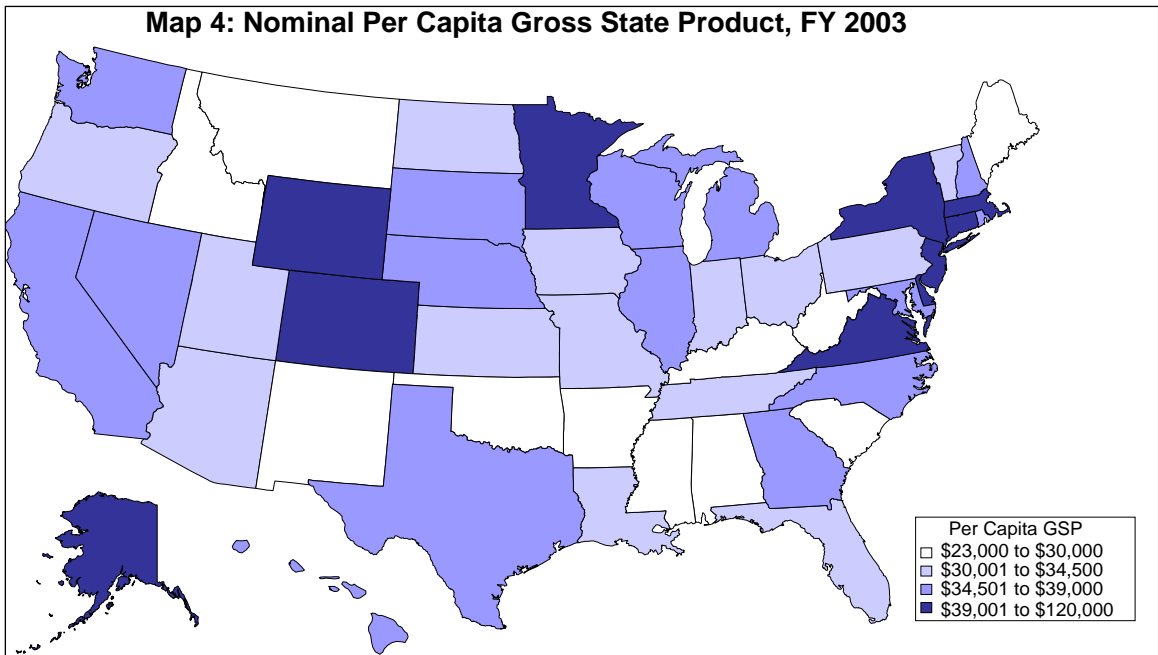 Map 4: Nominal Per Capita Gross State Product, FY 2003
Per Capita GSP
$23,000 to $30,000
$30,001 to $34,500
$34,501 to $39,000
$39,001 to $120,000